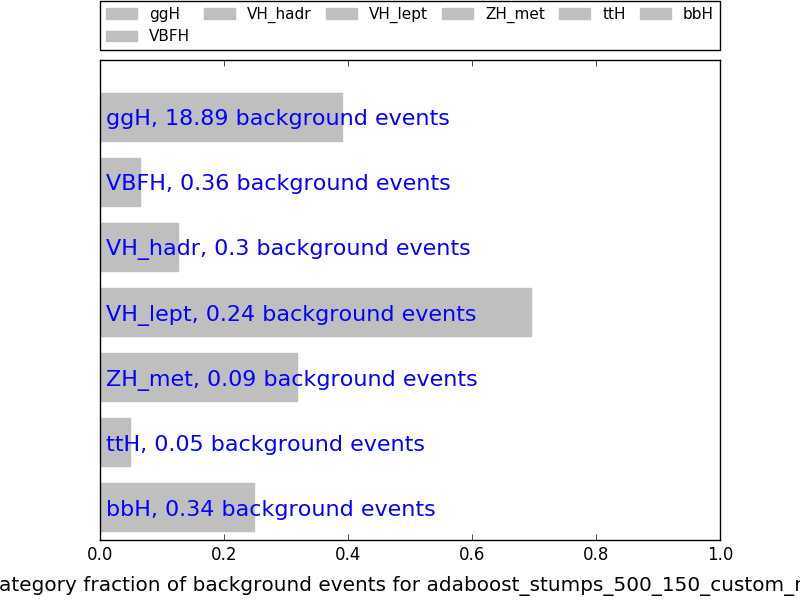 ggH VH_hadr VH_lept ZH_met ttH bbH
VBFH
ggH, 18.89 background events
VBFH, 0.36 background events
VH_hadr, 0.3 background events
VH_lept, 0.24 background events
ZH_met, 0.09 background events
ttH, 0.05 background events
bbH, 0.34 background events
0.0 0.2 0.4 0.6 0.8 1.0
ategory fraction of background events for adaboost_stumps_500_150_custom_